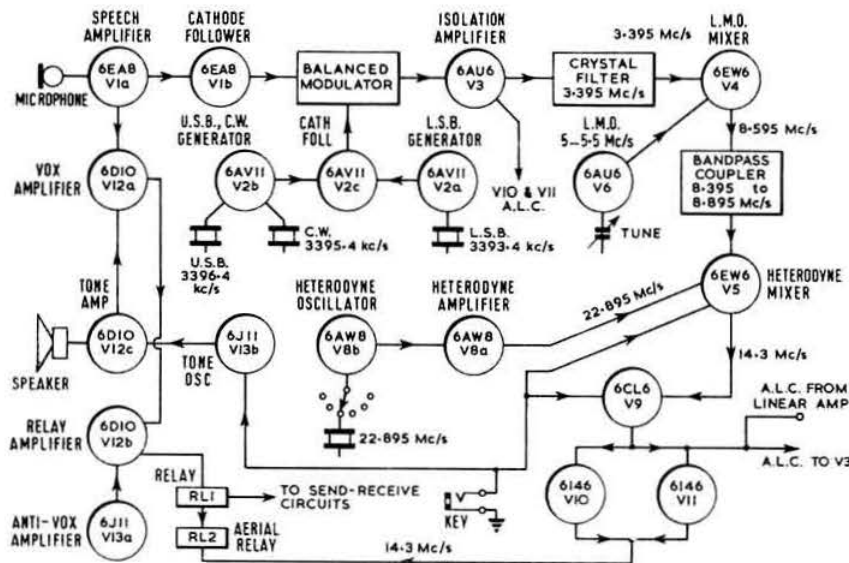 SPEECH
AMPLIFIER
6EA8
V1a
MICROPHONE
CATHODE
FOLLOWER
6EA8
V1b
BALANCED
MODULATOR
ISOLATION
AMPLIFIER
6AU6
V3
3·395 Mc/s
CRYSTAL
FILTER
3·395 Mc/s
L.M.O.
MIXER
6EW6
V4
8·595 Mc/s
VOX
AMPLIFIER
6D10
V12a
U.S.B., C.W.
GENERATOR
6AV11
V2b
CATH
FOLL
6AV11
V2c
L.S.B.
GENERATOR
6AV11
V2a
V10 & V11
A.L.C.
L.M.O.
5–5·5 Mc/s
6AU6
V6
TUNE
BANDPASS
COUPLER
8·395 to
8·895 Mc/s
U.S.B.
3396·4
kc/s
C.W.
3395·4 kc/s
L.S.B.
3393·4 kc/s
TONE
AMP
6D10
V12c
SPEAKER
TONE
OSC
6J11
V13b
HETERODYNE
OSCILLATOR
6AW8
V8b
22·895 Mc/s
HETERODYNE
AMPLIFIER
6AW8
V8a
22·895 Mc/s
6EW6
V5
HETERODYNE
MIXER
14·3 Mc/s
6CL6
V9
A.L.C. FROM
LINEAR AMP
A.L.C. TO V3
RELAY
AMPLIFIER
6D10
V12b
RELAY
RL1
TO SEND-RECEIVE
CIRCUITS
KEY
6146
V10
6146
V11
ANTI-VOX
AMPLIFIER
6J11
V13a
RL2
AERIAL
RELAY
14·3 Mc/s